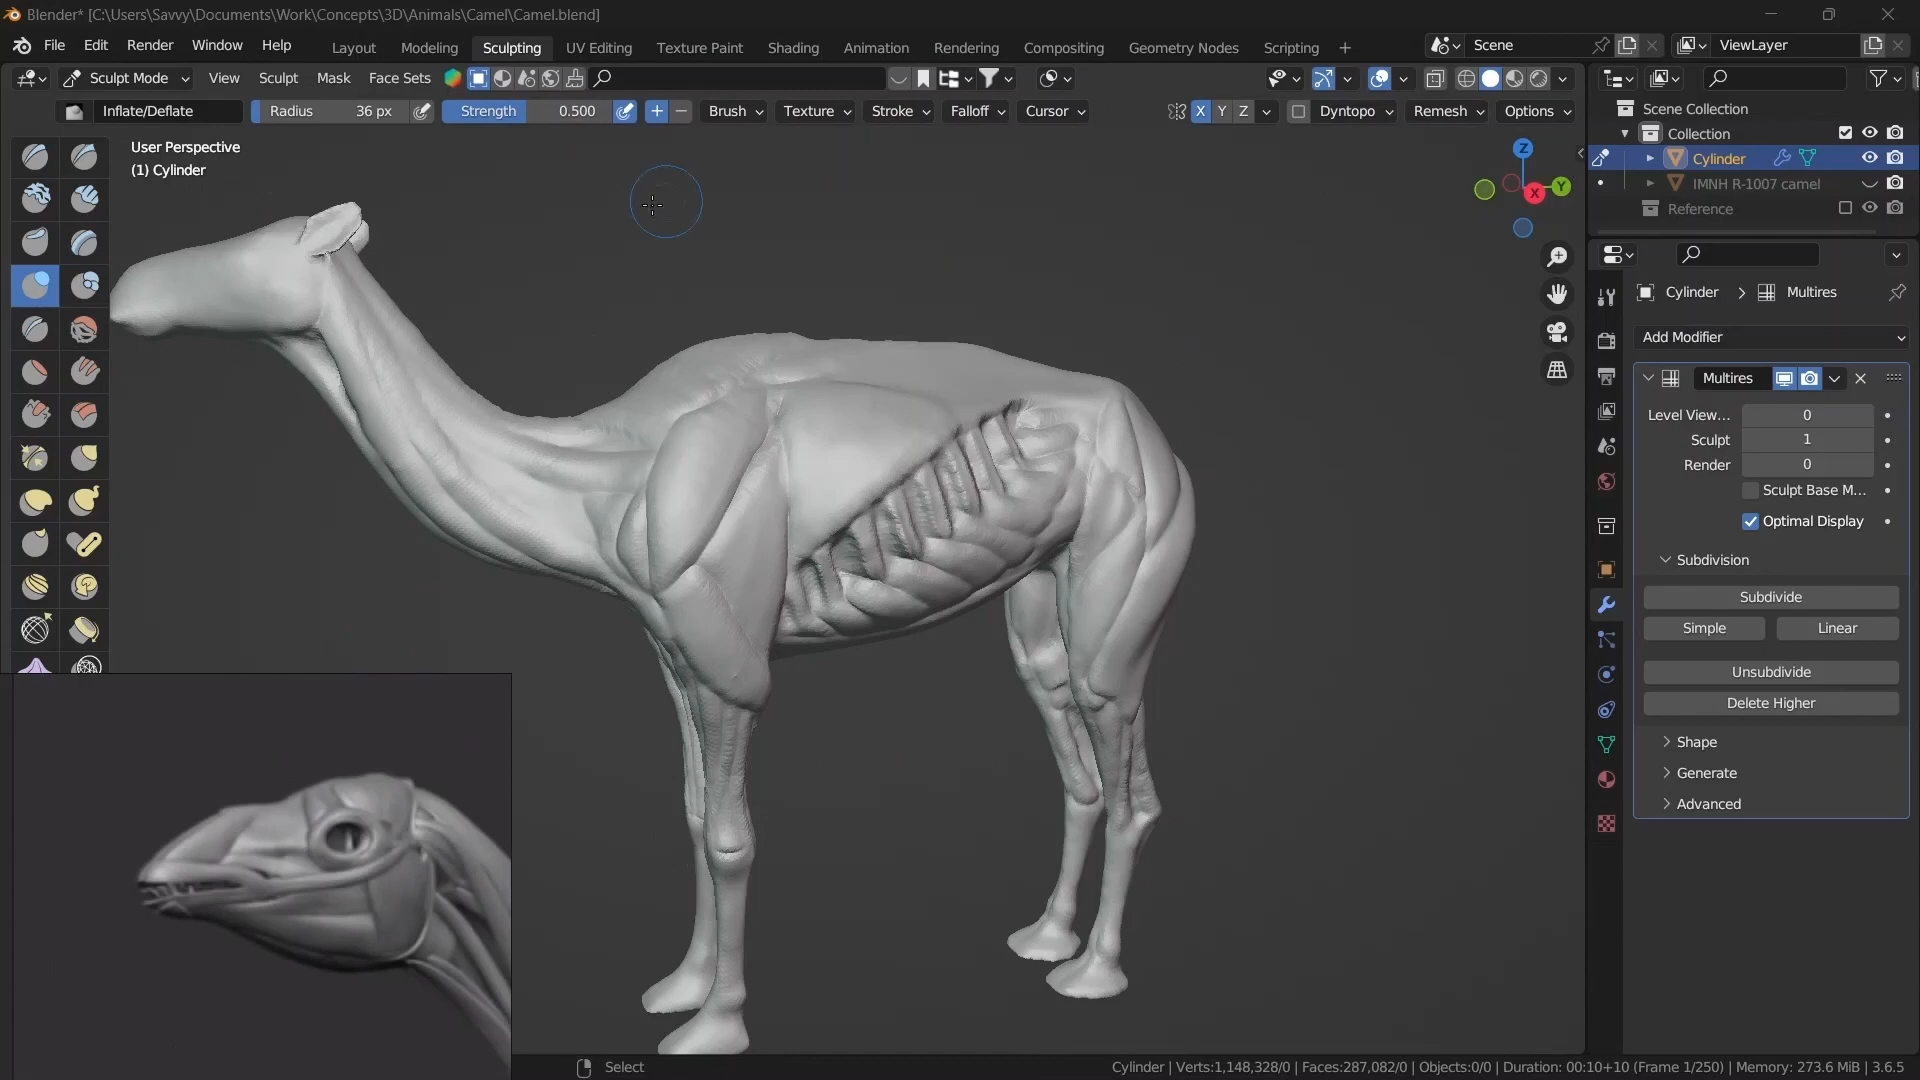 Blender* [C:\Users\Savvy\Documents\Work\Concepts\3D\Animals\Camel\Camel.blend]
File Edit Render Window Help Layout Modeling Sculpting UV Editing Texture Paint Shading Animation Rendering Compositing Geometry Nodes Scripting + Scene ViewLayer
Sculpt Mode View Sculpt Mask Face Sets
Inflate/Deflate Radius 36 px Strength 0.500 + − Brush Texture Stroke Falloff Cursor X Y Z Dyntopo Remesh Options
User Perspective
(1) Cylinder
Z
Y
X
Scene Collection
Collection
Cylinder
IMNH R-1007 camel
Reference
Cylinder > Multires
Add Modifier
Multires
Level View... 0
Sculpt 1
Render 0
Sculpt Base M...
Optimal Display
Subdivision
Subdivide
Simple Linear
Unsubdivide
Delete Higher
Shape
Generate
Advanced
Select
Cylinder | Verts:1,148,328/0 | Faces:287,082/0 | Objects:0/0 | Duration: 00:10+10 (Frame 1/250) | Memory: 273.6 MiB | 3.6.5